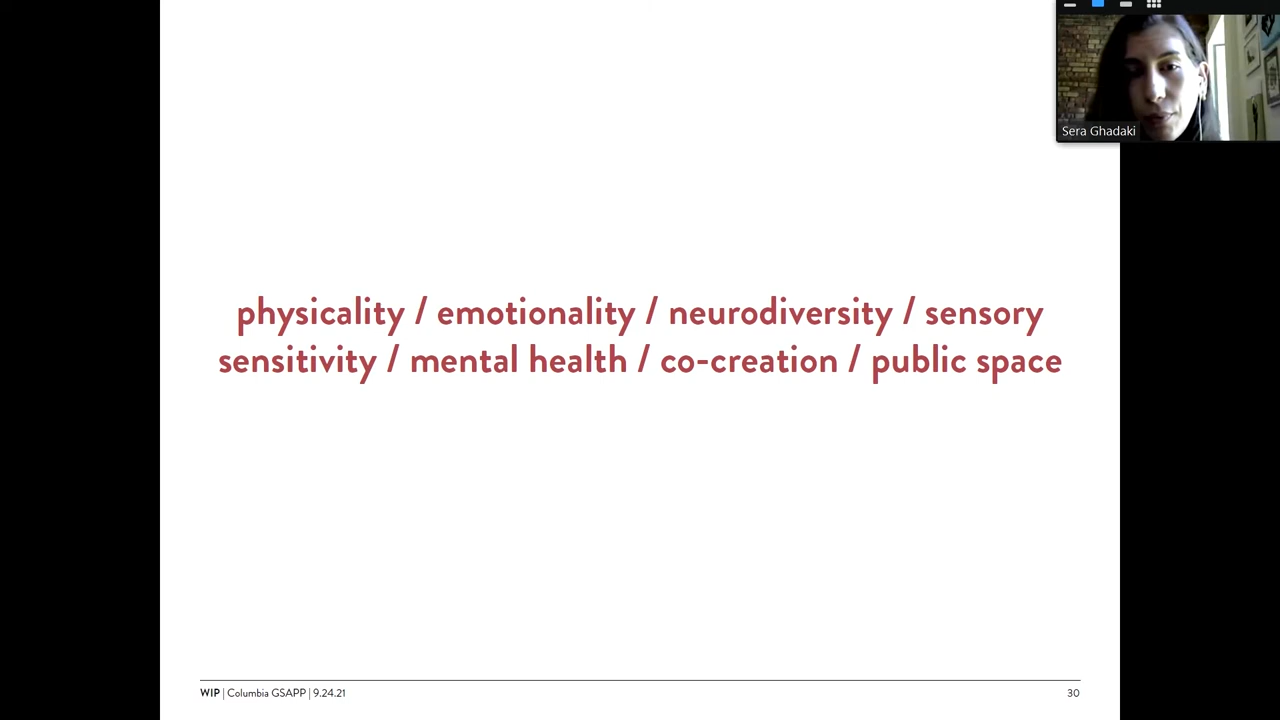 Sera Ghadaki
physicality / emotionality / neurodiversity / sensory
sensitivity / mental health / co-creation / public space
WIP | Columbia GSAPP | 9.24.21
30